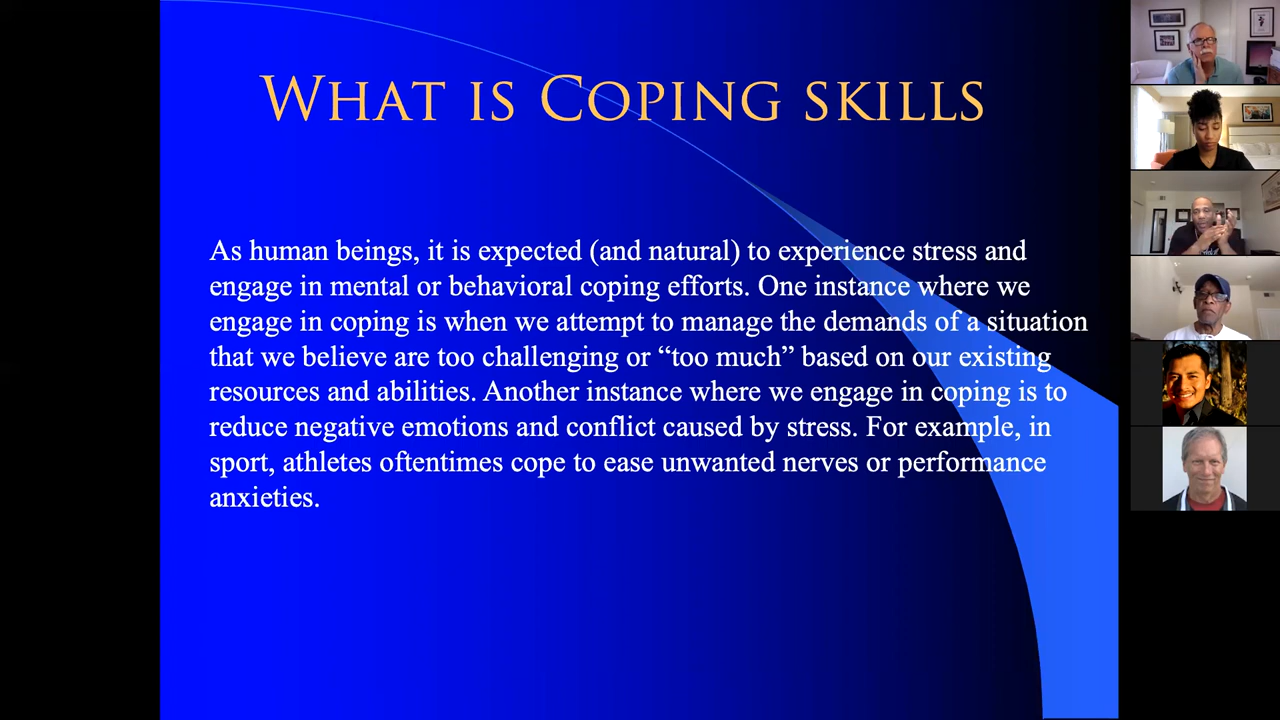 WHAT IS COPING SKILLS
As human beings, it is expected (and natural) to experience stress and
engage in mental or behavioral coping efforts. One instance where we
engage in coping is when we attempt to manage the demands of a situation
that we believe are too challenging or “too much” based on our existing
resources and abilities. Another instance where we engage in coping is to
reduce negative emotions and conflict caused by stress. For example, in
sport, athletes oftentimes cope to ease unwanted nerves or performance
anxieties.